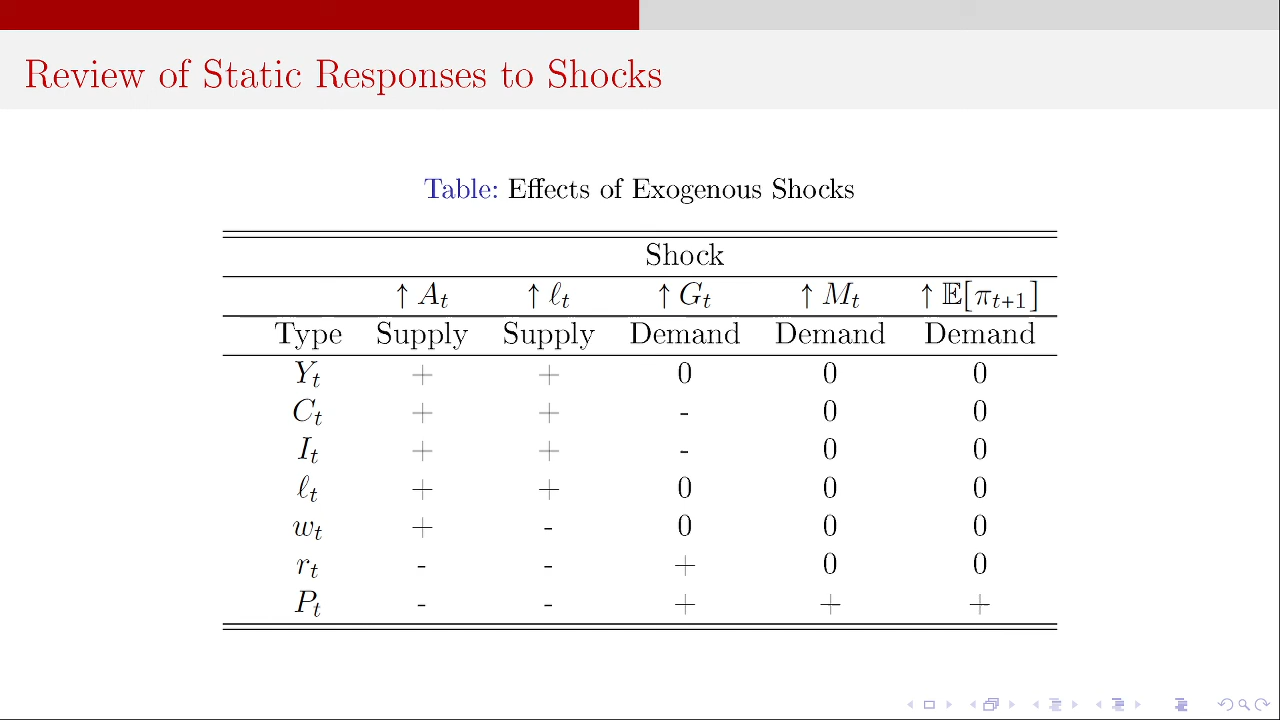 Review of Static Responses to Shocks
Table: Effects of Exogenous Shocks
Shock
↑ A_t ↑ ℓ_t ↑ G_t ↑ M_t ↑ 𝔼[π_{t+1}]
Type Supply Supply Demand Demand Demand
Y_t + + 0 0 0
C_t + + - 0 0
I_t + + - 0 0
ℓ_t + + 0 0 0
w_t + - 0 0 0
r_t - - + 0 0
P_t - - + + +